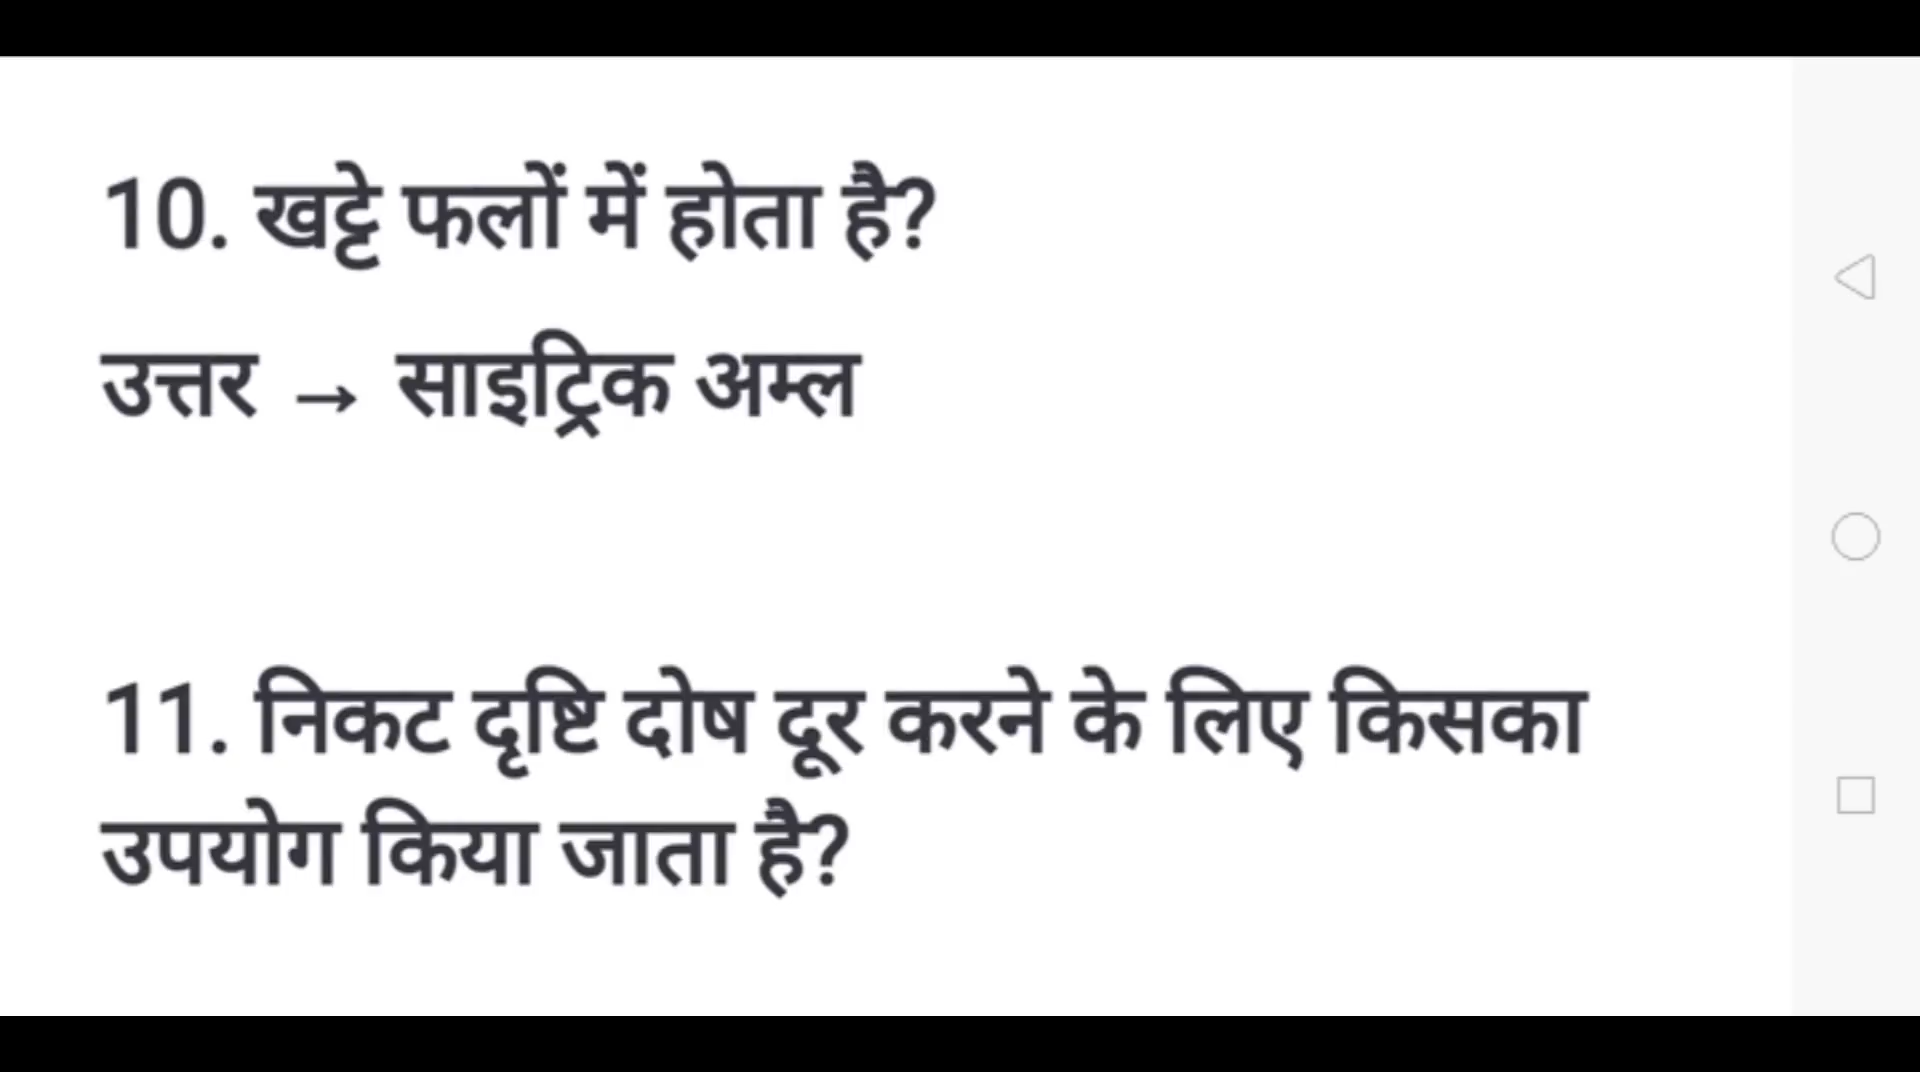 10. खट्टे फलों में होता है?
उत्तर → साइट्रिक अम्ल
11. निकट दृष्टि दोष दूर करने के लिए किसका
उपयोग किया जाता है?